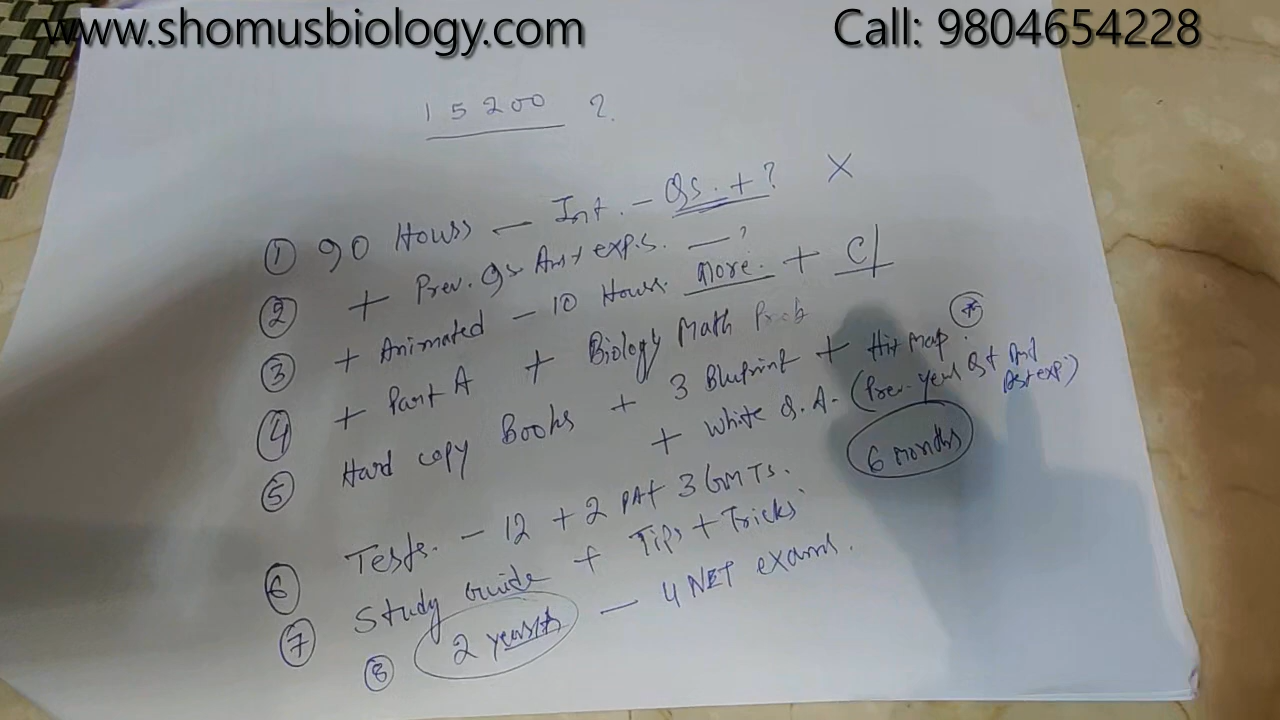 www.shomusbiology.com
Call: 9804654228
15200 ?
① 90 Hours — Int. - Qs. + ? X
② + Prev. Qs Ans + exp.s. — ?
③ + Animated - 10 Hours. more. + C/
④ + Part A + Biology Math Prob
⑤ Hard copy Books + 3 Bluprint + Hit Map *
+ White Q. A. (Prev. year Qs + And
Ans + exp.)
6 months
⑥ Tests. - 12 + 2 PA + 3 GMTs.
⑦ Study Guide + Tips + Tricks
⑧ 2 years — 4 NET exams.